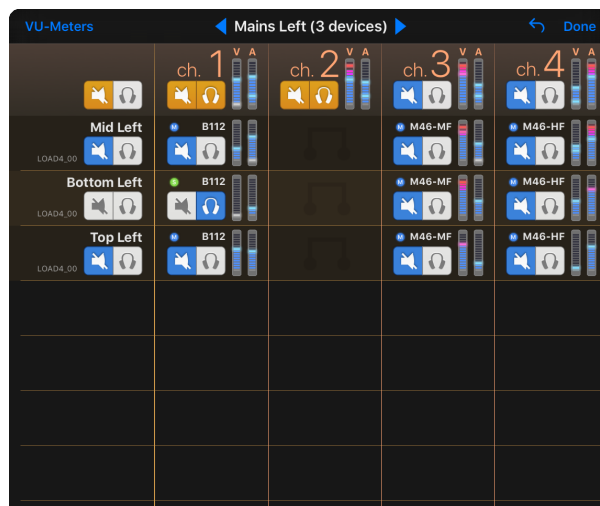 VU-Meters
Mains Left (3 devices)
Done
ch. 1 V A
ch. 2 V A
ch. 3 V A
ch. 4 V A
Mid Left
LOAD4_00
M B112
M M46-MF
M M46-HF
Bottom Left
LOAD4_00
S B112
M M46-MF
M M46-HF
Top Left
LOAD4_00
M B112
M M46-MF
M M46-HF